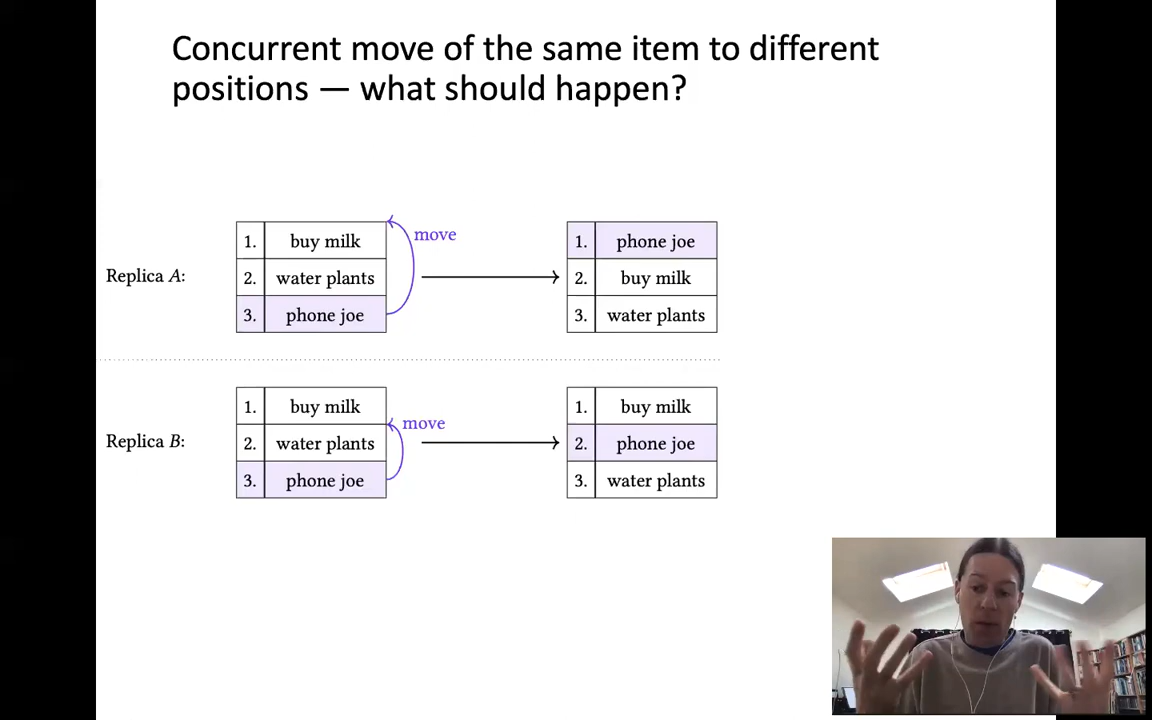 Concurrent move of the same item to different
positions — what should happen?
Replica A:
1. buy milk
2. water plants
3. phone joe
move
1. phone joe
2. buy milk
3. water plants
Replica B:
1. buy milk
2. water plants
3. phone joe
move
1. buy milk
2. phone joe
3. water plants